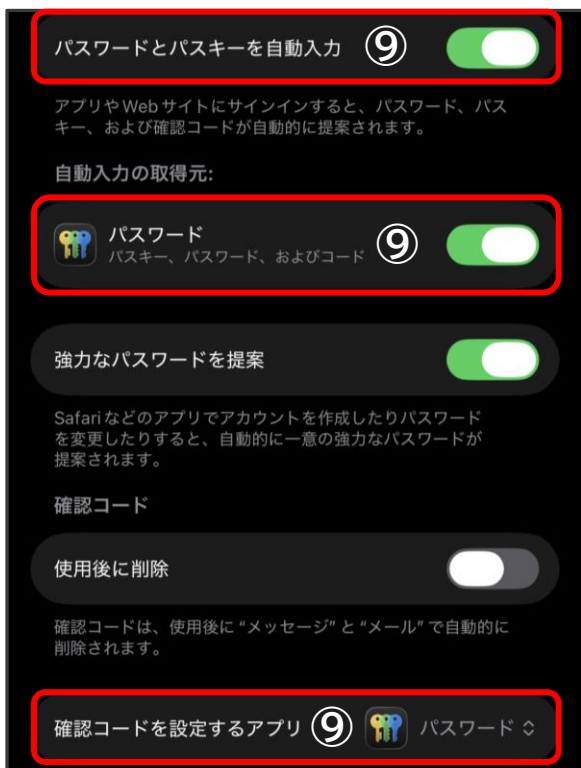 パスワードとパスキーを自動入力 ⑨
アプリやWebサイトにサインインすると、パスワード、パス
キー、および確認コードが自動的に提案されます。
自動入力の取得元:
パスワード ⑨
パスキー、パスワード、およびコード
強力なパスワードを提案
Safariなどのアプリでアカウントを作成したりパスワード
を変更したりすると、自動的に一意の強力なパスワードが
提案されます。
確認コード
使用後に削除
確認コードは、使用後に“メッセージ”と“メール”で自動的に
削除されます。
確認コードを設定するアプリ ⑨ パスワード